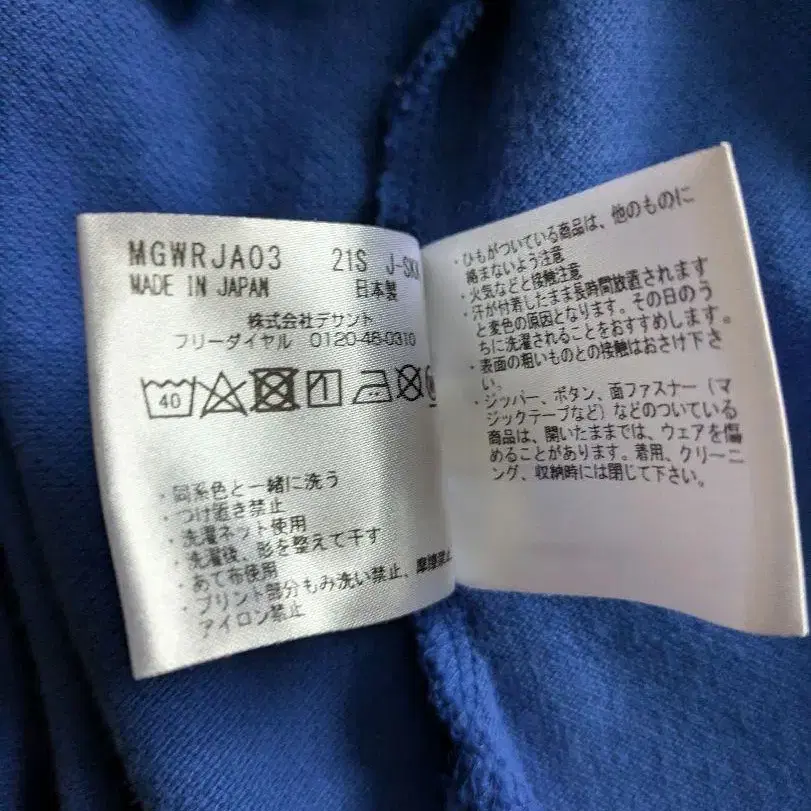 MGWRJA03 21S J-SKK
MADE IN JAPAN 日本製
株式会社デサント
フリーダイヤル 0120-46-0310
40
・同系色と一緒に洗う
・つけ置き禁止
・洗濯ネット使用
・洗濯後、形を整えて干す
・あて布使用
・プリント部分もみ洗い禁止、摩擦禁止、
アイロン禁止
・ひもがついている商品は、他のものに
絡まないよう注意
・火気などと接触注意
・汗が付着したまま長時間放置されます
と変色の原因となります。その日のう
ちに洗濯されることをおすすめします。
・表面の粗いものとの接触はおさけ下さ
い。
・ジッパー、ボタン、面ファスナー（マ
ジックテープなど）などのついている
商品は、開いたままでは、ウェアを傷
めることがあります。着用、クリーニ
ング、収納時には閉じて下さい。